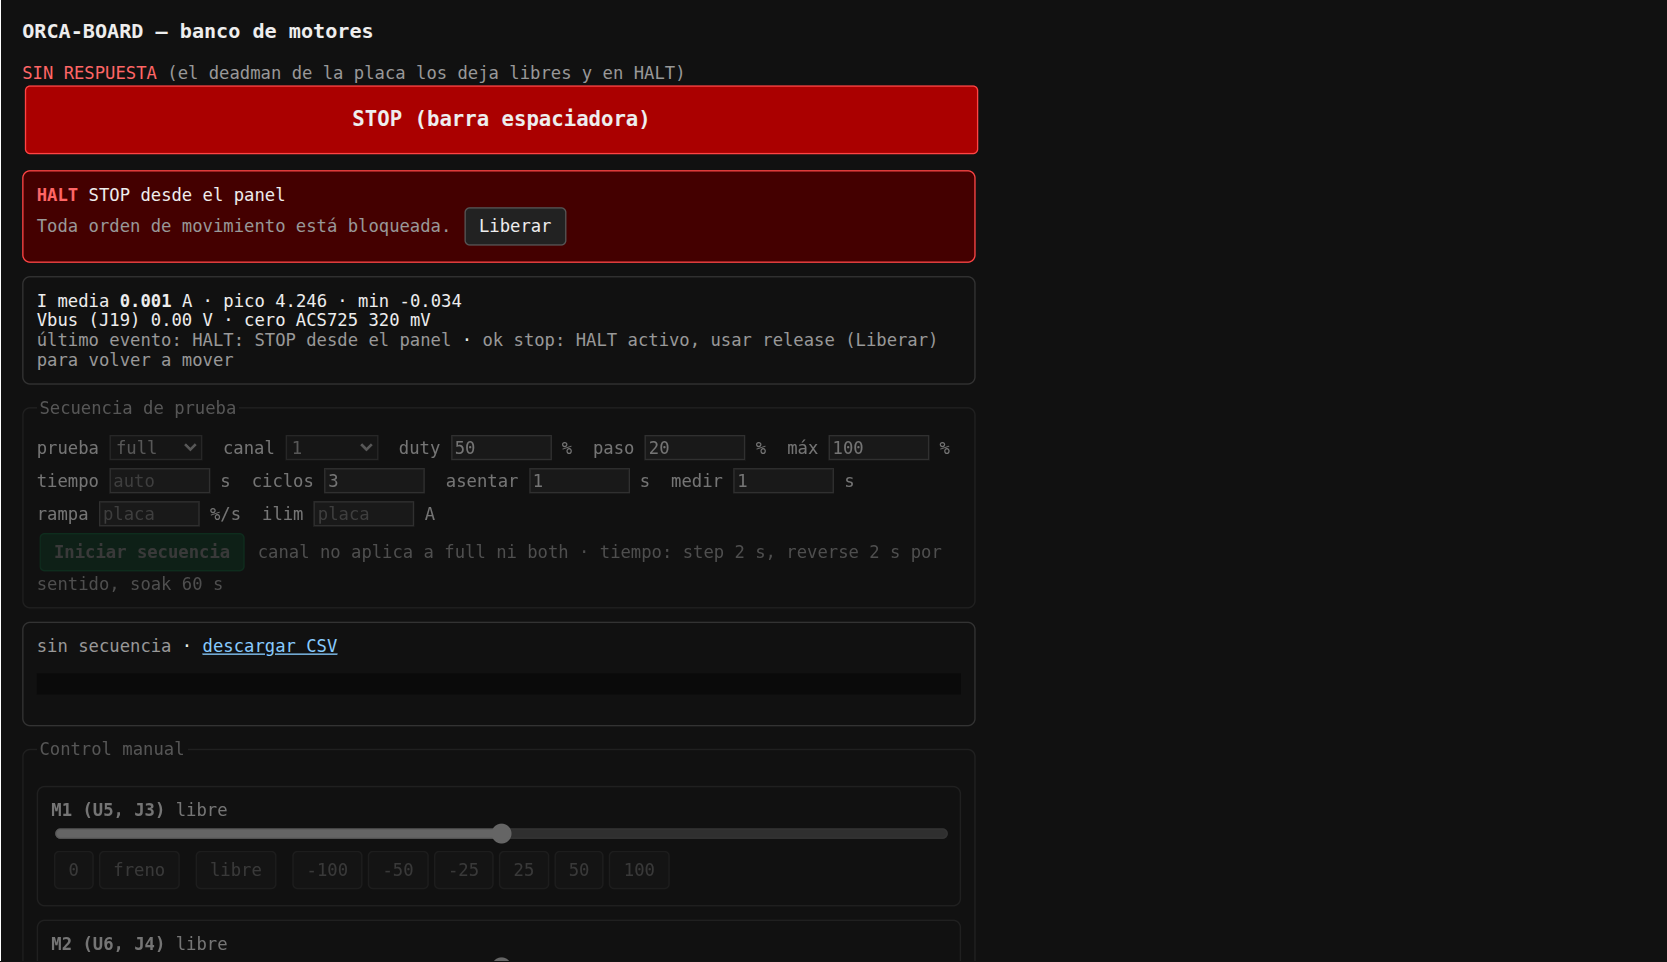 ORCA-BOARD — banco de motores
SIN RESPUESTA (el deadman de la placa los deja libres y en HALT)
STOP (barra espaciadora)
HALT STOP desde el panel
Toda orden de movimiento está bloqueada. Liberar
I media 0.001 A · pico 4.246 · min -0.034
Vbus (J19) 0.00 V · cero ACS725 320 mV
último evento: HALT: STOP desde el panel · ok stop: HALT activo, usar release (Liberar)
para volver a mover
Secuencia de prueba
prueba full canal 1 duty 50 % paso 20 % máx 100 %
tiempo auto s ciclos 3 asentar 1 s medir 1 s
rampa placa %/s ilim placa A
Iniciar secuencia canal no aplica a full ni both · tiempo: step 2 s, reverse 2 s por
sentido, soak 60 s
sin secuencia · descargar CSV
Control manual
M1 (U5, J3) libre
0 freno libre -100 -50 -25 25 50 100
M2 (U6, J4) libre